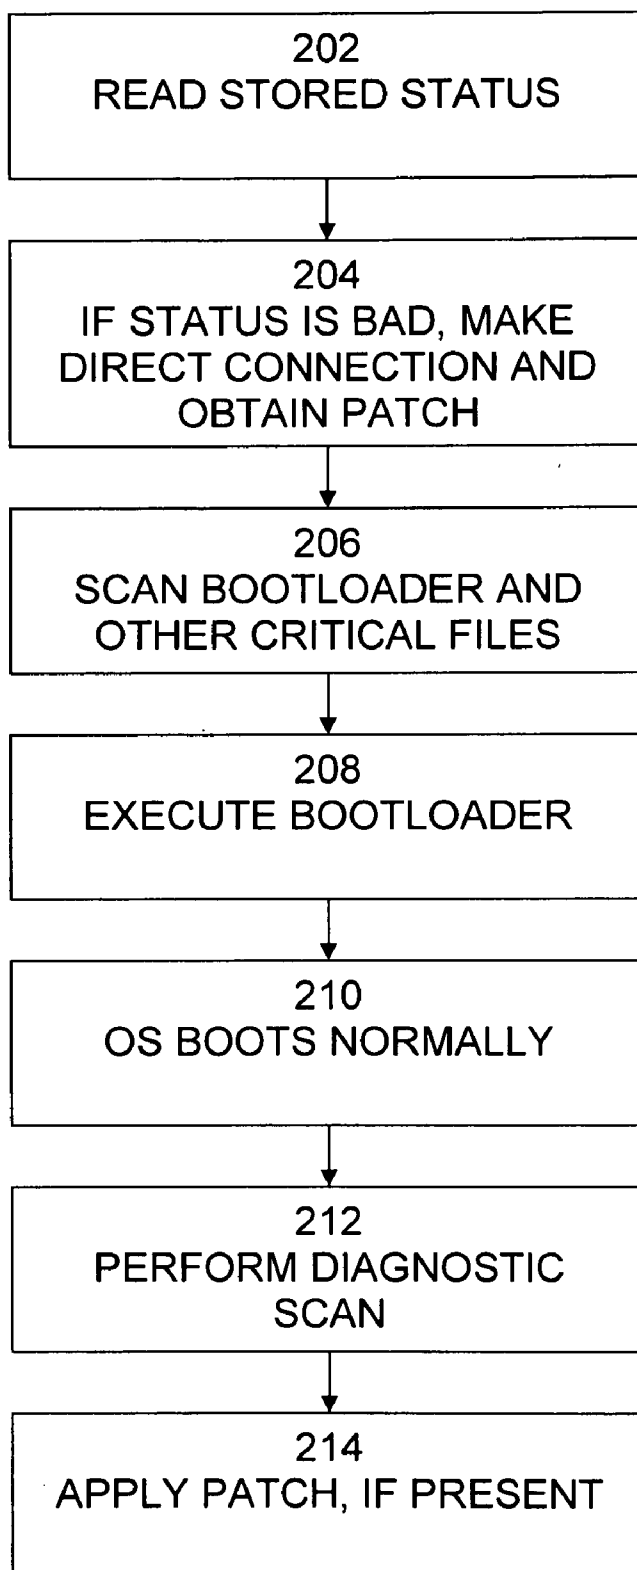 202
READ STORED STATUS
204
IF STATUS IS BAD, MAKE
DIRECT CONNECTION AND
OBTAIN PATCH
206
SCAN BOOTLOADER AND
OTHER CRITICAL FILES
208
EXECUTE BOOTLOADER
210
OS BOOTS NORMALLY
212
PERFORM DIAGNOSTIC
SCAN
214
APPLY PATCH, IF PRESENT